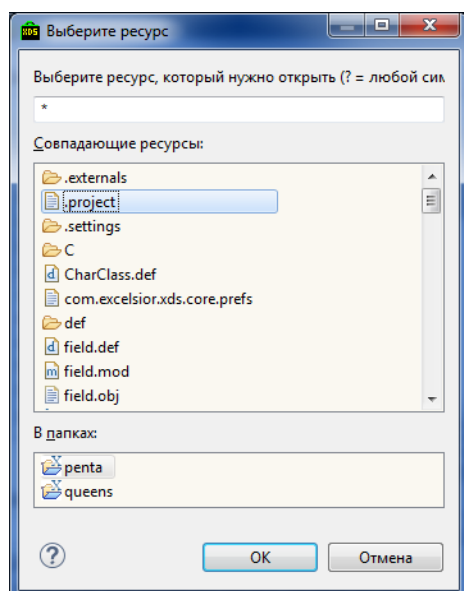 XDS Выберите ресурс
Выберите ресурс, который нужно открыть (? = любой сим
*
Совпадающие ресурсы:
.externals
.project
.settings
C
CharClass.def
com.excelsior.xds.core.prefs
def
field.def
field.mod
field.obj
В папках:
penta
queens
? OK Отмена